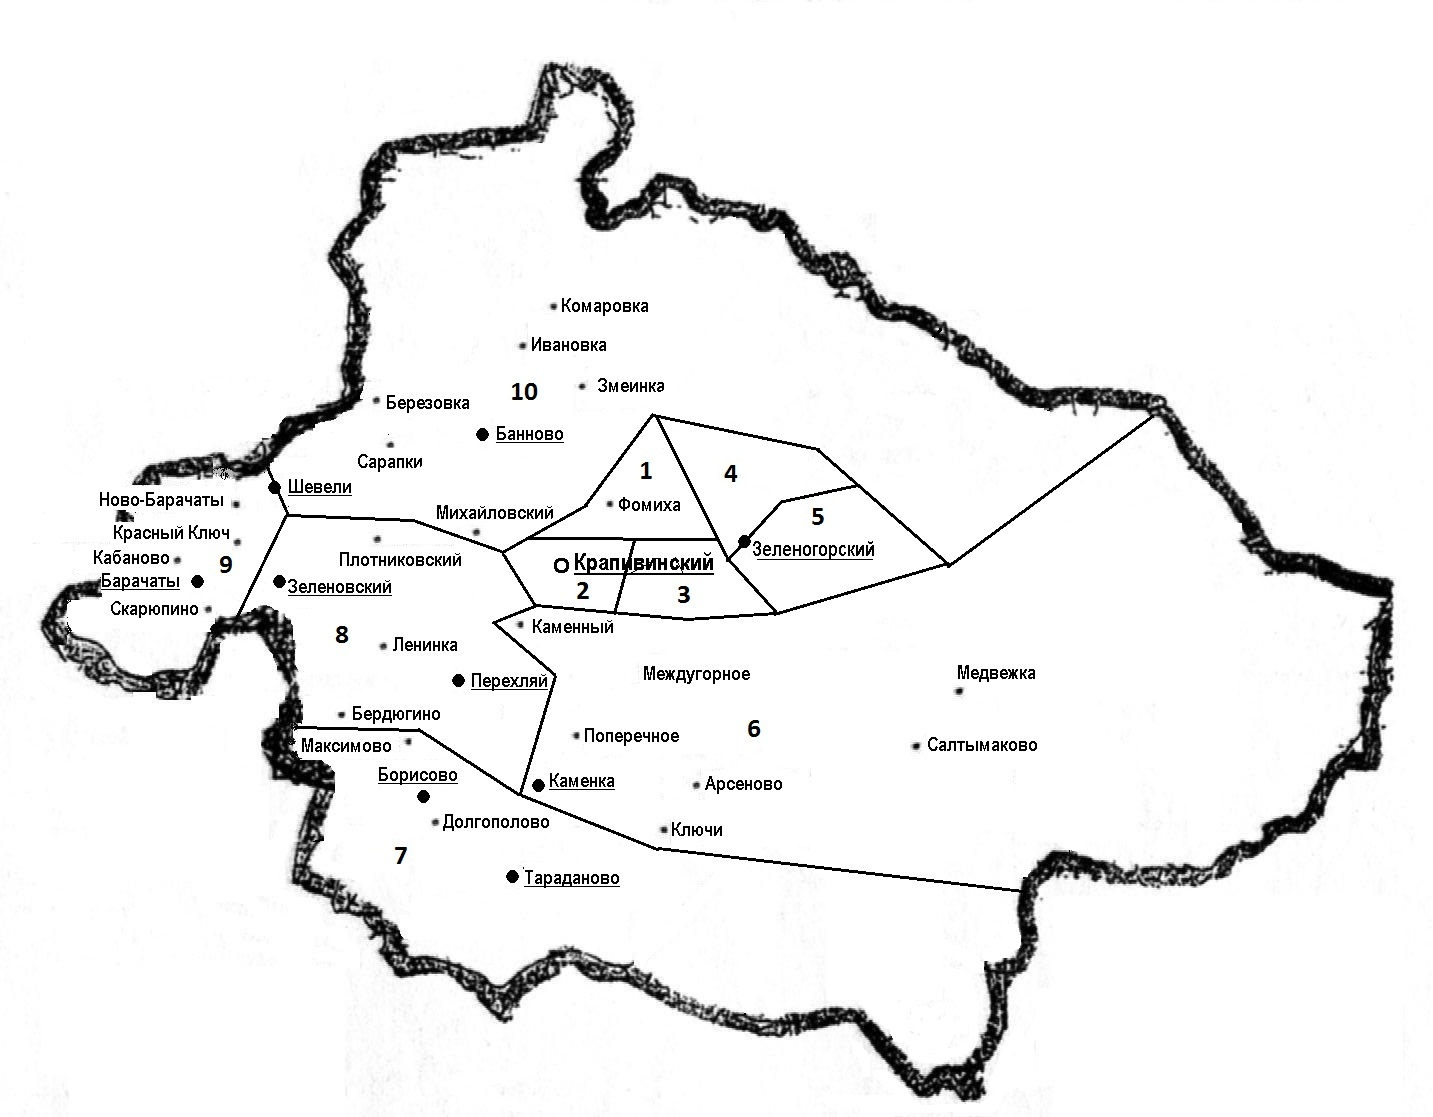 Комаровка
Ивановка
Змеинка
10
Березовка
Банново
Сарапки
1
4
Шевели
Ново-Барачаты
Фомиха
Михайловский
5
Красный Ключ
Зеленогорский
Кабаново
Плотниковский
9
Крапивинский
Барачаты
Зеленовский
2
3
Скарюпино
Каменный
8
Ленинка
Междугорное
Медвежка
Перехляй
Бердюгино
6
Поперечное
Максимово
Салтымаково
Борисово
Каменка
Арсеново
Долгополово
Ключи
7
Тараданово